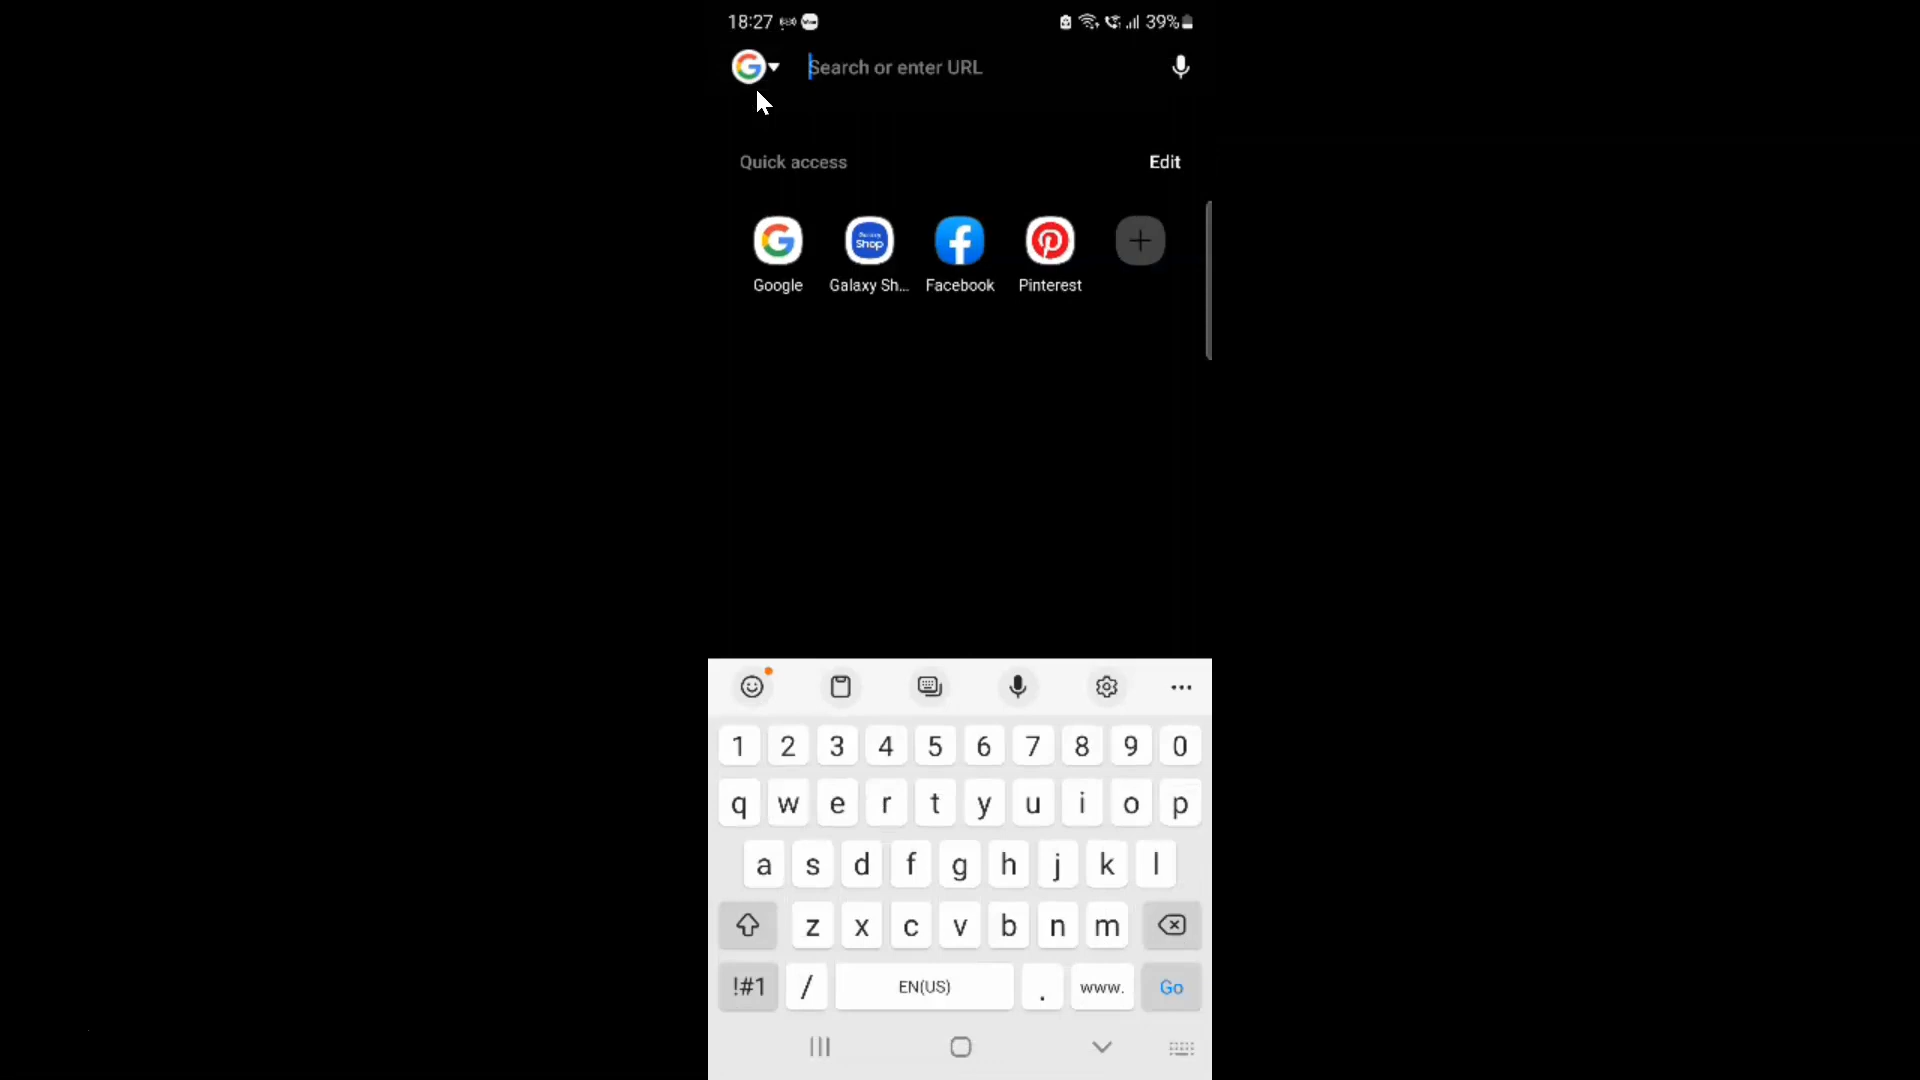 18:27 39%
Search or enter URL
Quick access Edit
Shop
Google Galaxy Sh... Facebook Pinterest
1 2 3 4 5 6 7 8 9 0
q w e r t y u i o p
a s d f g h j k l
z x c v b n m
!#1 / EN(US) . www. Go